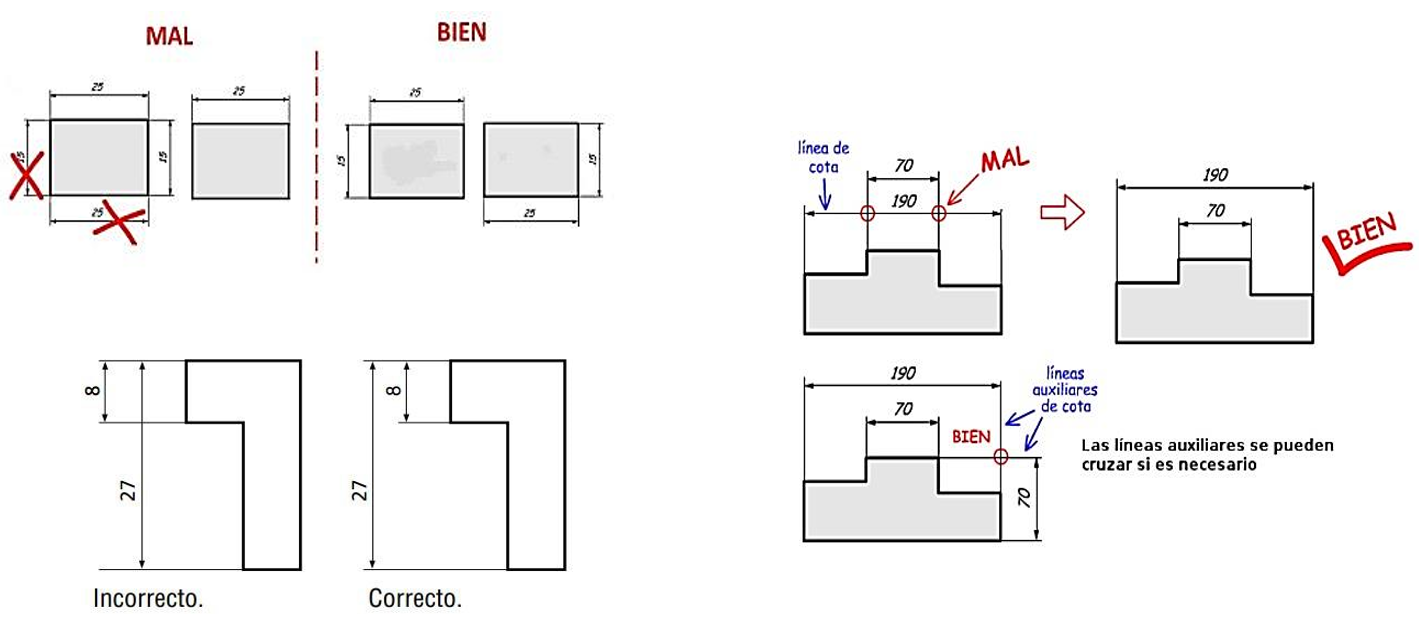 MAL
BIEN
25
25
15
15
25
25
25
15
15
25
8
27
Incorrecto.
8
27
Correcto.
línea de
cota
70
MAL
190
190
70
BIEN
190
70
líneas
auxiliares
de cota
BIEN
70
Las líneas auxiliares se pueden
cruzar si es necesario